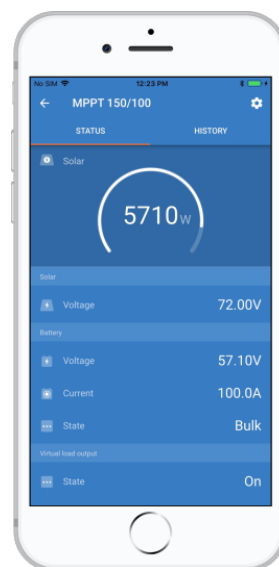 No SIM 12:23 PM
MPPT 150/100
STATUS HISTORY
Solar
5710W
Solar
Voltage 72.00V
Battery
Voltage 57.10V
Current 100.0A
State Bulk
Virtual load output
State On